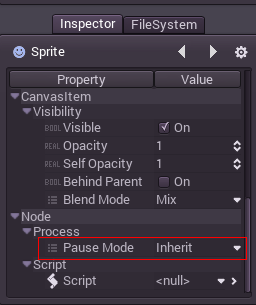 Inspector FileSystem
Sprite
Property Value
CanvasItem
Visibility
BOOL Visible On
REAL Opacity 1
REAL Self Opacity 1
BOOL Behind Parent On
Blend Mode Mix
Node
Process
Pause Mode Inherit
Script
Script <null>